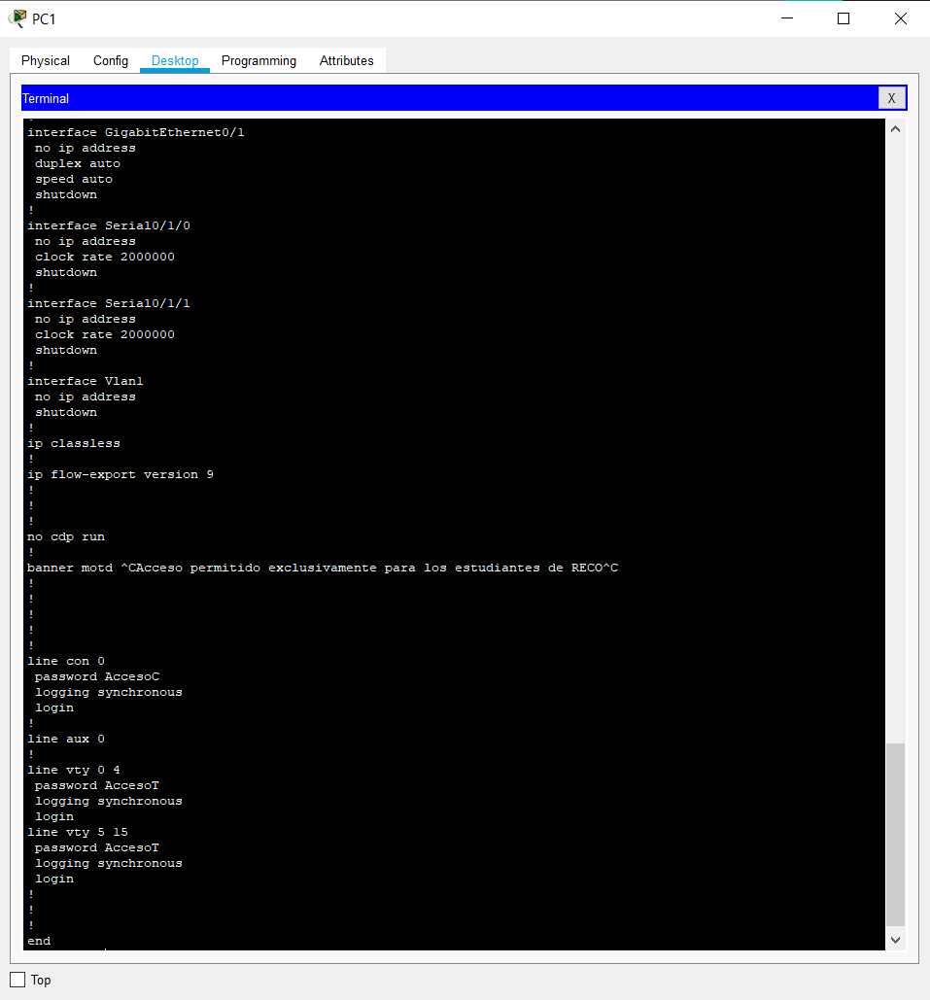 PC1
Physical Config Desktop Programming Attributes
Terminal X
!
interface GigabitEthernet0/1
 no ip address
 duplex auto
 speed auto
 shutdown
!
interface Serial0/1/0
 no ip address
 clock rate 2000000
 shutdown
!
interface Serial0/1/1
 no ip address
 clock rate 2000000
 shutdown
!
interface Vlan1
 no ip address
 shutdown
!
ip classless
!
ip flow-export version 9
!
!
!
no cdp run
!
banner motd ^CAcceso permitido exclusivamente para los estudiantes de RECO^C
!
!
!
!
!
line con 0
 password AccesoC
 logging synchronous
 login
!
line aux 0
!
line vty 0 4
 password AccesoT
 logging synchronous
 login
line vty 5 15
 password AccesoT
 logging synchronous
 login
!
!
!
end
Top